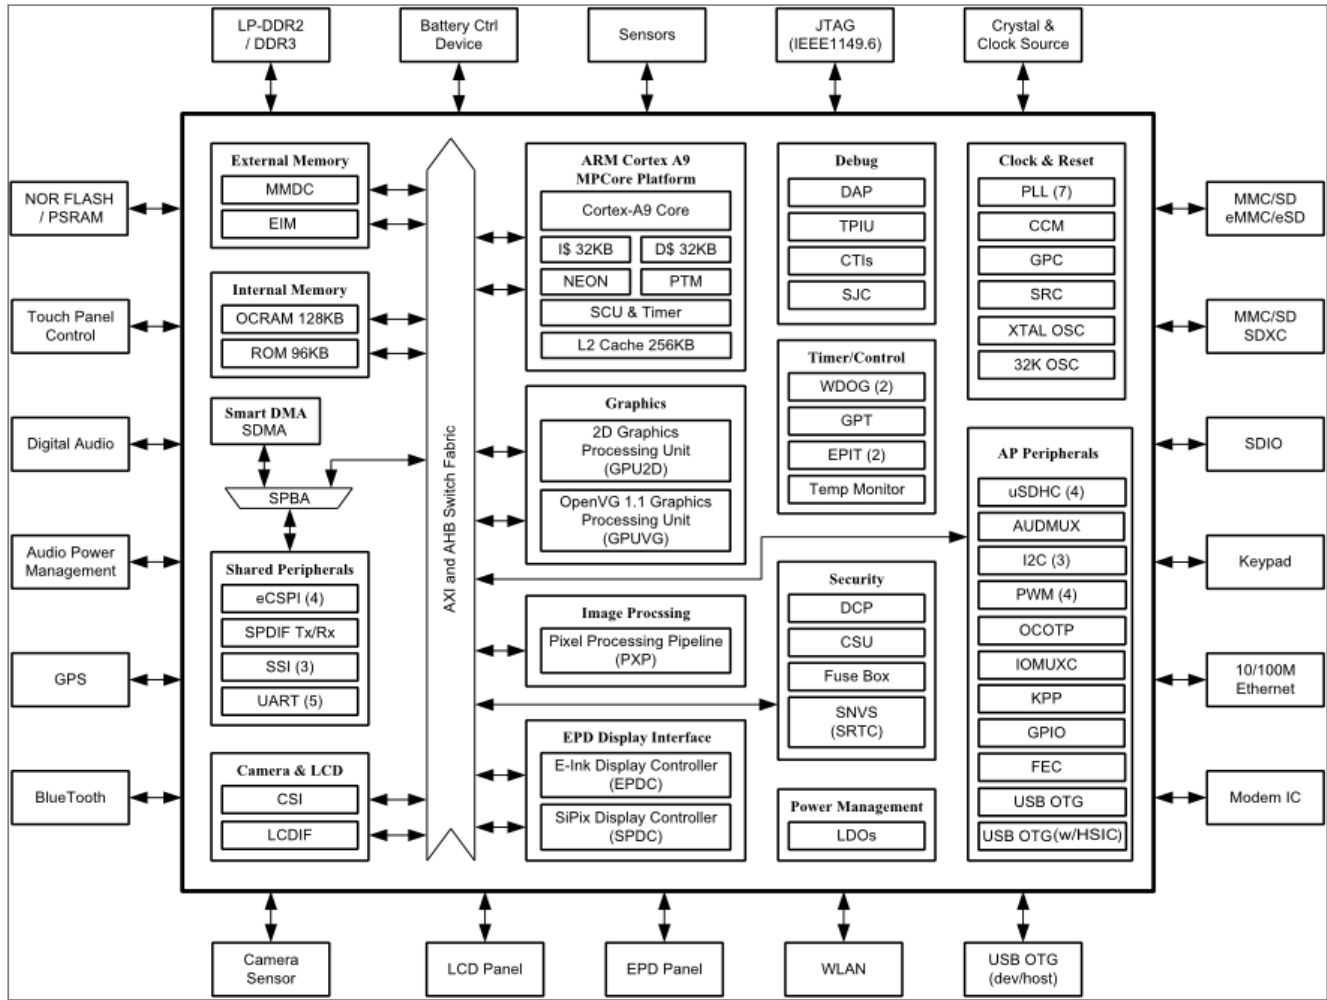 LP-DDR2
/ DDR3
Battery Ctrl
Device
Sensors
JTAG
(IEEE1149.6)
Crystal &
Clock Source
NOR FLASH
/ PSRAM
Touch Panel
Control
Digital Audio
Audio Power
Management
GPS
BlueTooth
External Memory
MMDC
EIM
Internal Memory
OCRAM 128KB
ROM 96KB
Smart DMA
SDMA
SPBA
Shared Peripherals
eCSPI (4)
SPDIF Tx/Rx
SSI (3)
UART (5)
Camera & LCD
CSI
LCDIF
AXI and AHB Switch Fabric
ARM Cortex A9
MPCore Platform
Cortex-A9 Core
I$ 32KB
D$ 32KB
NEON
PTM
SCU & Timer
L2 Cache 256KB
Graphics
2D Graphics
Processing Unit
(GPU2D)
OpenVG 1.1 Graphics
Processing Unit
(GPUVG)
Image Procssing
Pixel Processing Pipeline
(PXP)
EPD Display Interface
E-Ink Display Controller
(EPDC)
SiPix Display Controller
(SPDC)
Debug
DAP
TPIU
CTIs
SJC
Timer/Control
WDOG (2)
GPT
EPIT (2)
Temp Monitor
Security
DCP
CSU
Fuse Box
SNVS
(SRTC)
Power Management
LDOs
Clock & Reset
PLL (7)
CCM
GPC
SRC
XTAL OSC
32K OSC
AP Peripherals
uSDHC (4)
AUDMUX
I2C (3)
PWM (4)
OCOTP
IOMUXC
KPP
GPIO
FEC
USB OTG
USB OTG(w/HSIC)
MMC/SD
eMMC/eSD
MMC/SD
SDXC
SDIO
Keypad
10/100M
Ethernet
Modem IC
Camera
Sensor
LCD Panel
EPD Panel
WLAN
USB OTG
(dev/host)